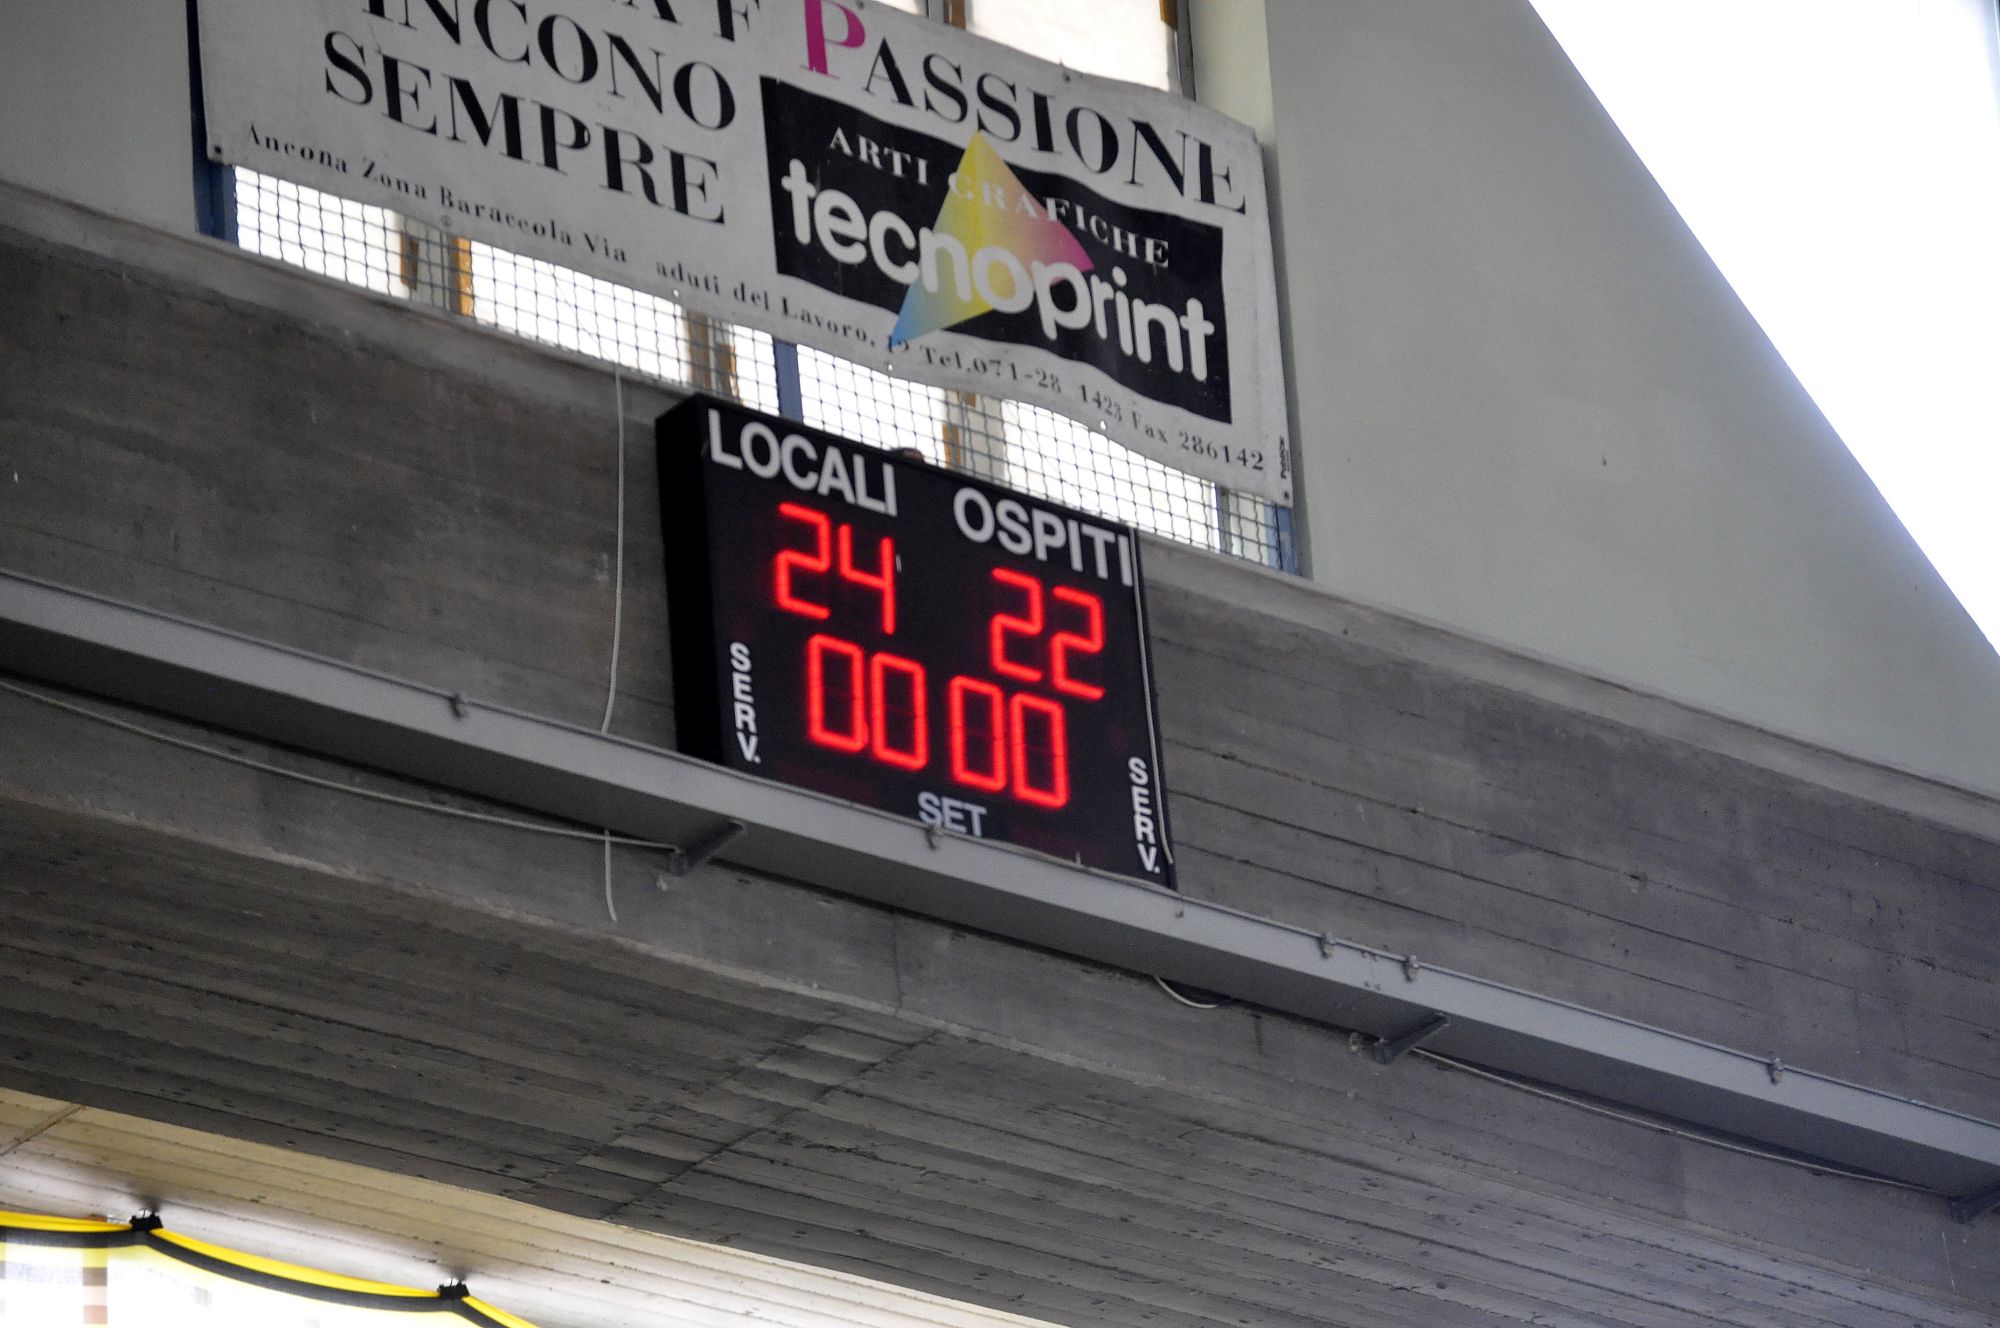 A F PASSIONE
INCONO
SEMPRE
ARTI GRAFICHE
tecnoprint
Ancona Zona Baraccola Via aduti del Lavoro, 12 Tel.071-28 1423 Fax 286142
LOCALI OSPITI
24 22
00 00
SERV.
SERV.
SET